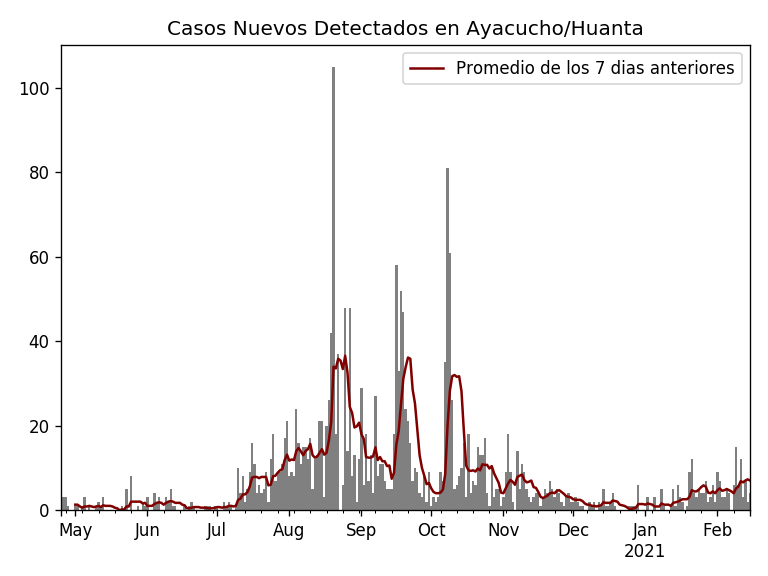 Casos Nuevos Detectados en Ayacucho/Huanta
Promedio de los 7 dias anteriores
100
80
60
40
20
0
May Jun Jul Aug Sep Oct Nov Dec Jan Feb
2021